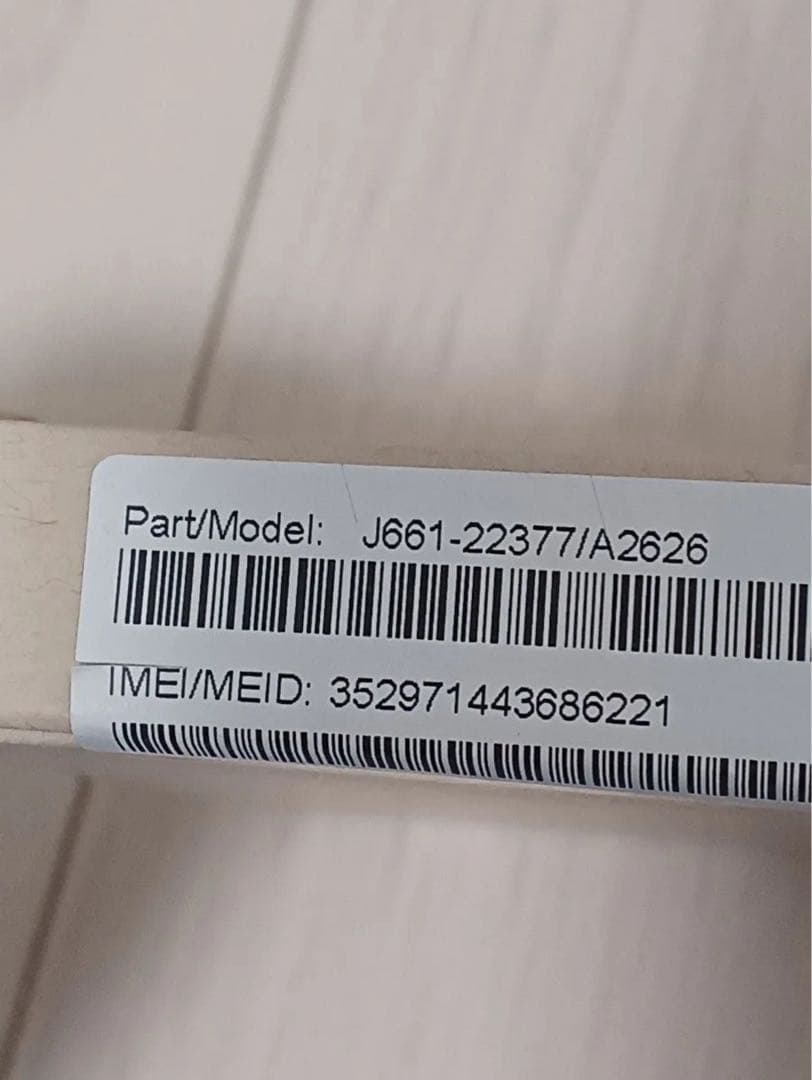 Part/Model: J661-22377/A2626
IMEI/MEID: 352971443686221